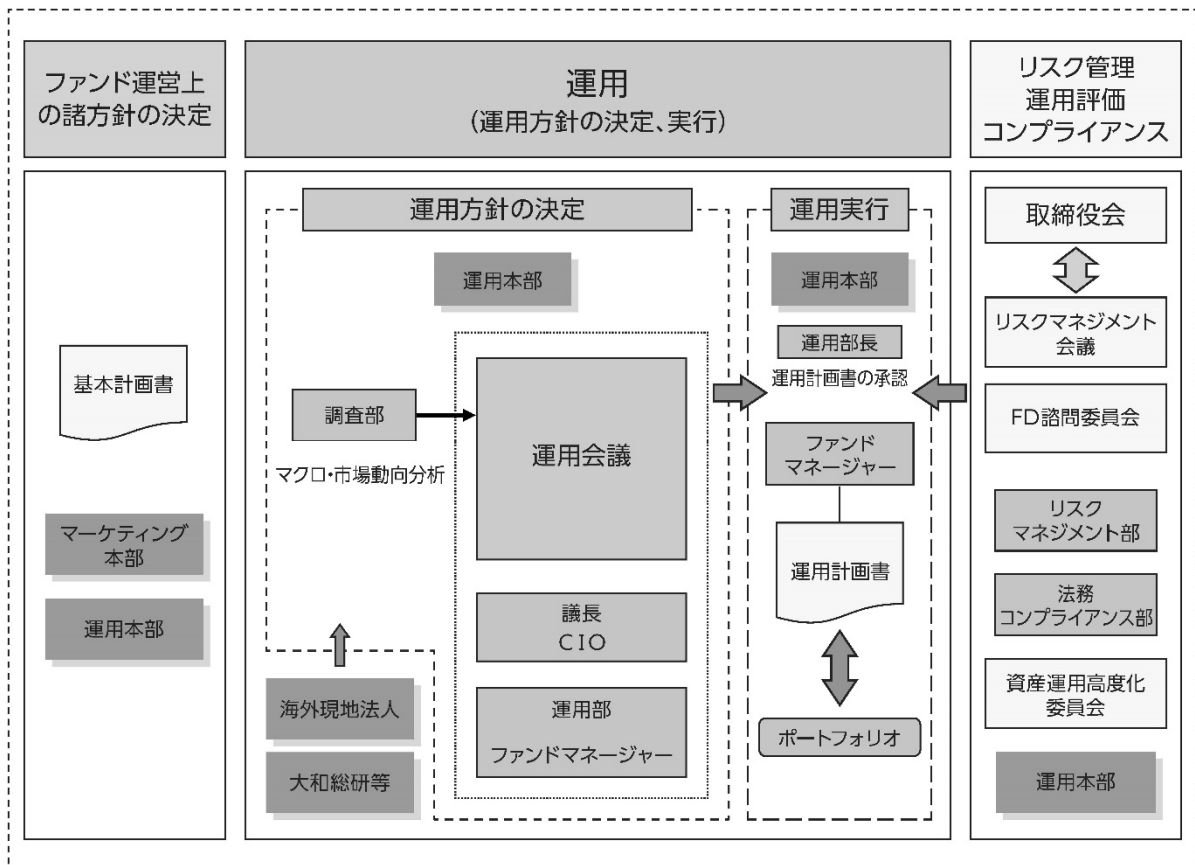 ファンド運営上
の諸方針の決定
運用
(運用方針の決定、実行)
リスク管理
運用評価
コンプライアンス
基本計画書
マーケティング
本部
運用本部
運用方針の決定
運用本部
調査部
マクロ・市場動向分析
運用会議
議長
CIO
運用部
ファンドマネージャー
海外現地法人
大和総研等
運用実行
運用本部
運用部長
運用計画書の承認
ファンド
マネージャー
運用計画書
ポートフォリオ
取締役会
リスクマネジメント
会議
FD諮問委員会
リスク
マネジメント部
法務
コンプライアンス部
資産運用高度化
委員会
運用本部